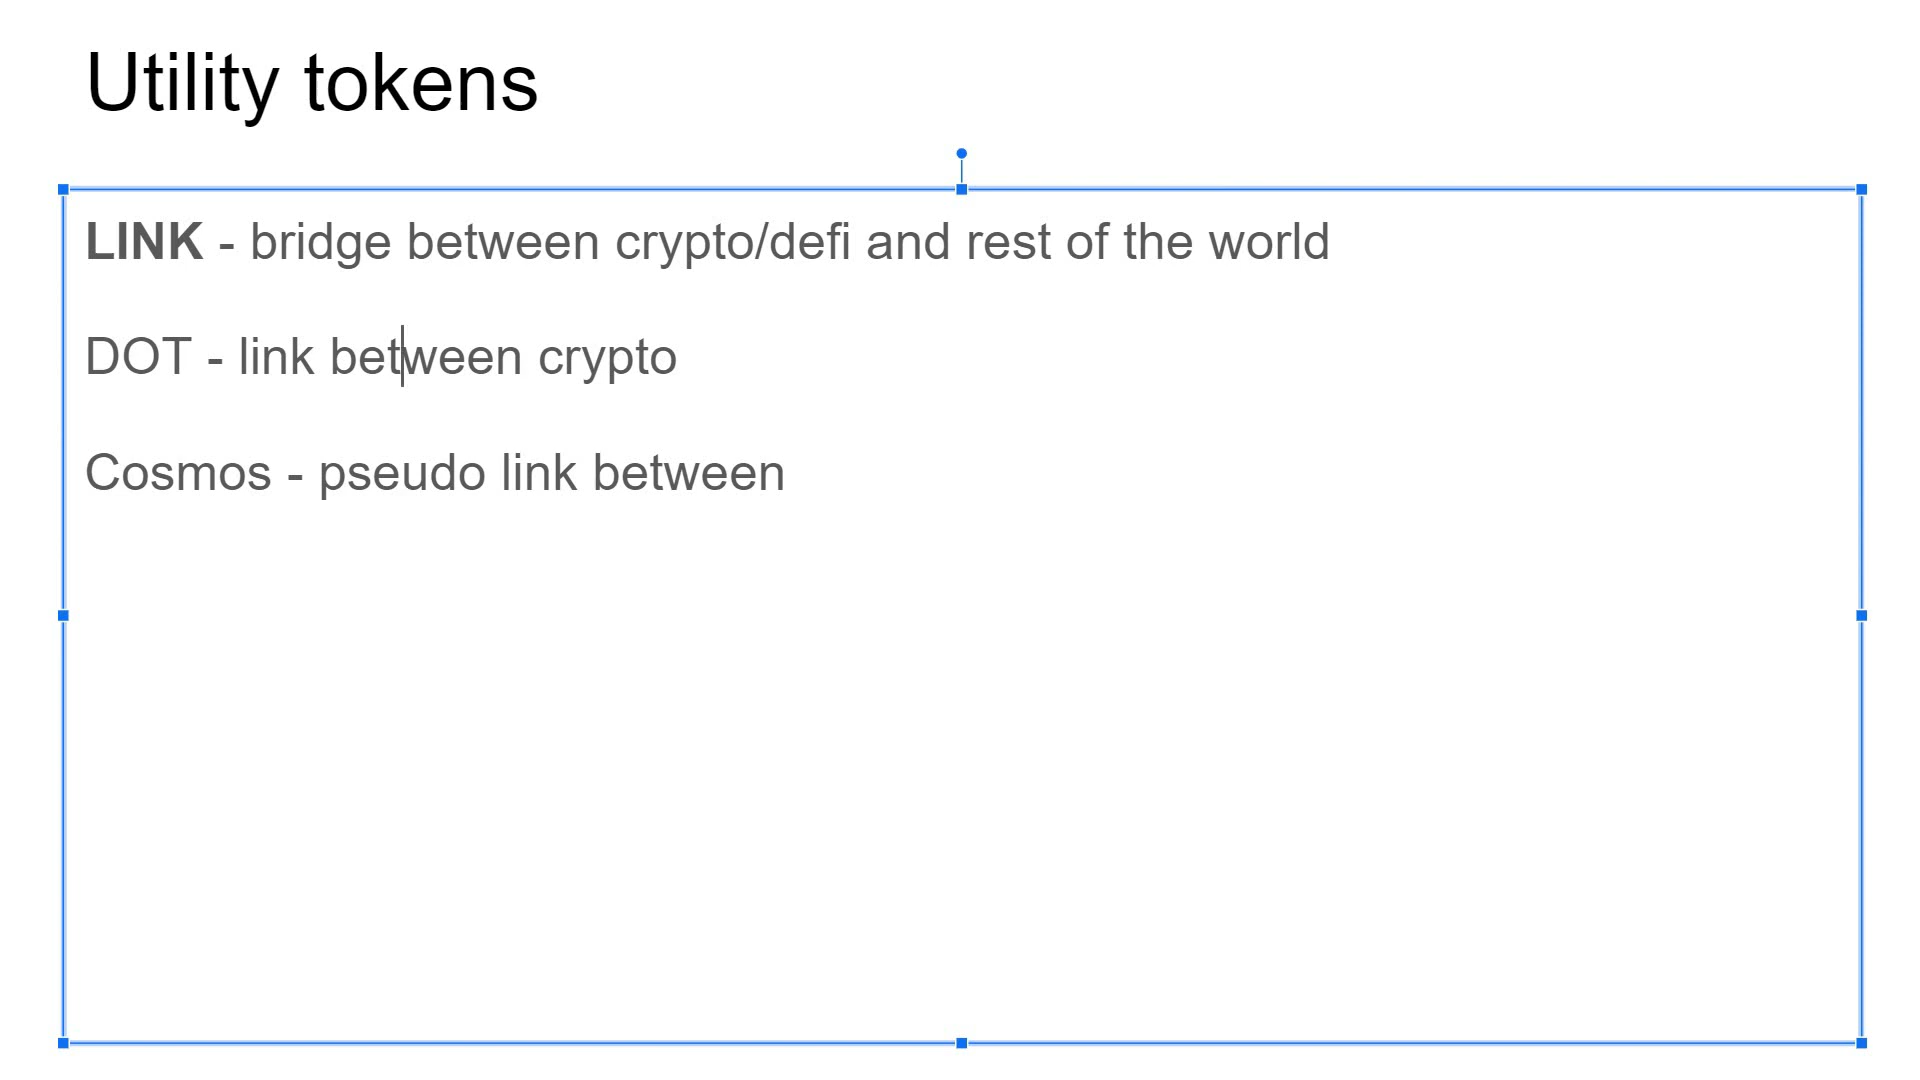 Utility tokens
LINK - bridge between crypto/defi and rest of the world
DOT - link between crypto
Cosmos - pseudo link between